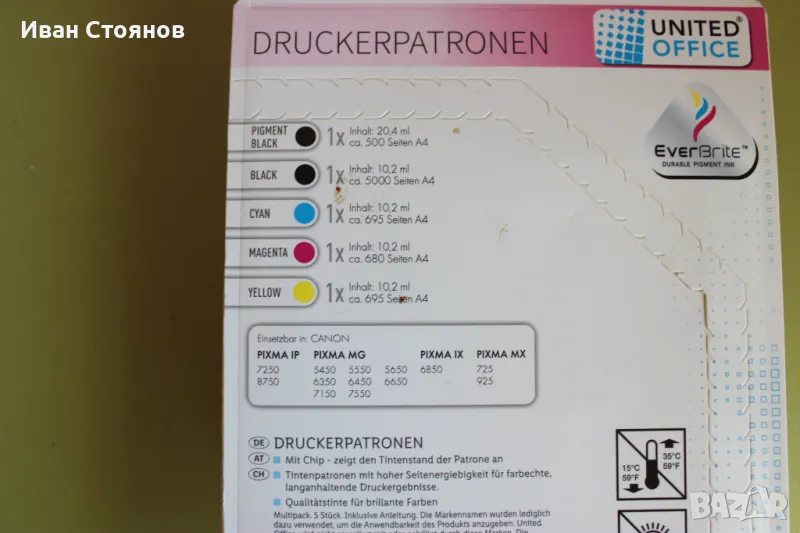 Иван Стоянов
DRUCKERPATRONEN
UNITED OFFICE®
EverBrite™
DURABLE PIGMENT INK
PIGMENT BLACK 1x Inhalt: 20,4 ml
ca. 500 Seiten A4
BLACK 1x Inhalt: 10,2 ml
ca. 5000 Seiten A4
CYAN 1x Inhalt: 10,2 ml
ca. 695 Seiten A4
MAGENTA 1x Inhalt: 10,2 ml
ca. 680 Seiten A4
YELLOW 1x Inhalt: 10,2 ml
ca. 695 Seiten A4
Einsetzbar in: CANON
PIXMA IP PIXMA MG PIXMA IX PIXMA MX
7250 5450 5550 5650 6850 725
8750 6350 6450 6650 925
7150 7550
DE DRUCKERPATRONEN
AT Mit Chip - zeigt den Tintenstand der Patrone an
CH Tintenpatronen mit hoher Seitenergiebigkeit für farbechte,
langanhaltende Druckergebnisse.
Qualitätstinte für brillante Farben
Multipack. 5 Stück. Inklusive Anleitung. Die Markennamen wurden lediglich
dazu verwendet, um die Anwendbarkeit des Produkts anzugeben. United
15°C
59°F
35°C
59°F
BAZAR